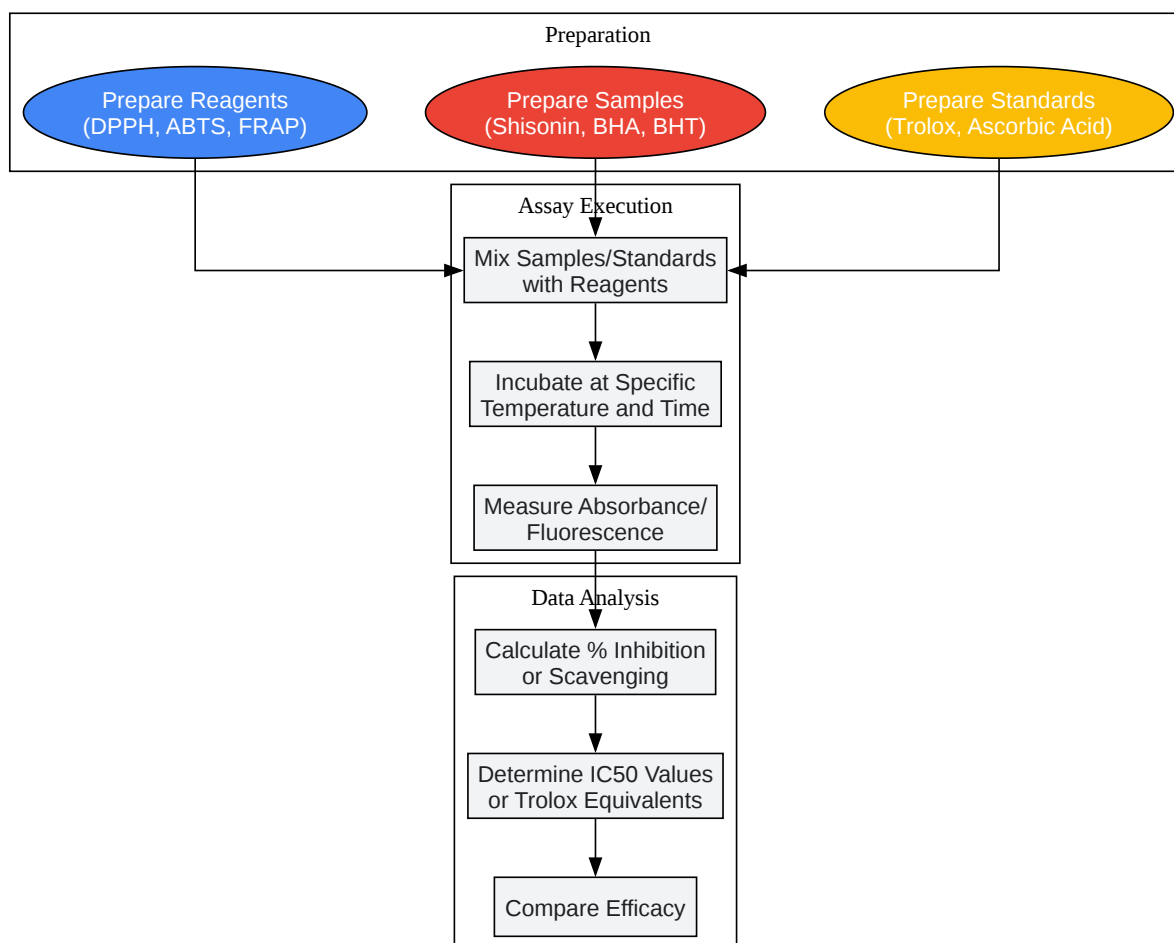 Preparation
Prepare Reagents
(DPPH, ABTS, FRAP)
Prepare Samples
(Shisonin, BHA, BHT)
Prepare Standards
(Trolox, Ascorbic Acid)
Assay Execution
Mix Samples/Standards
with Reagents
Incubate at Specific
Temperature and Time
Measure Absorbance/
Fluorescence
Data Analysis
Calculate % Inhibition
or Scavenging
Determine IC50 Values
or Trolox Equivalents
Compare Efficacy